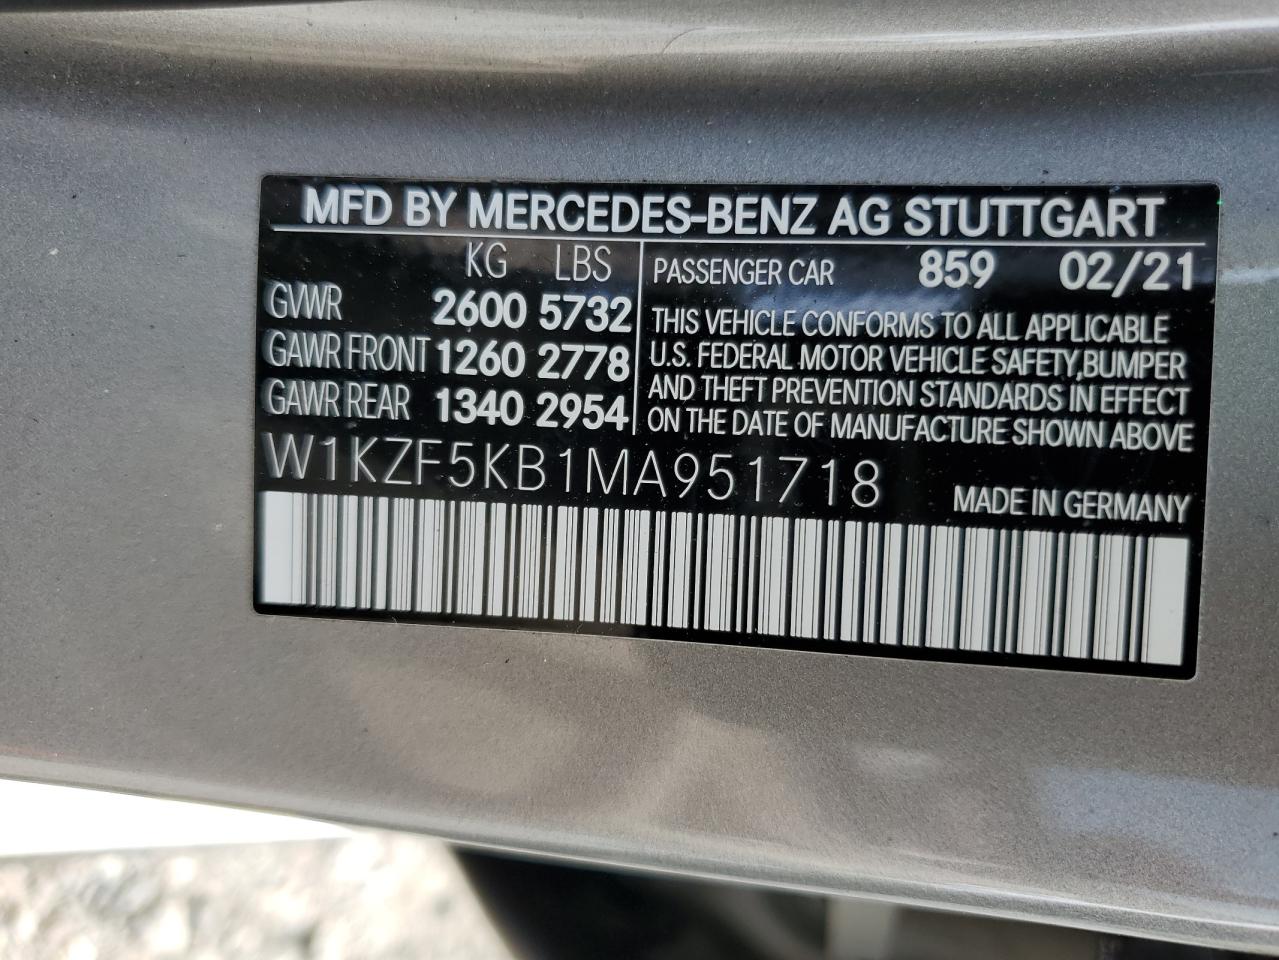 MFD BY MERCEDES-BENZ AG STUTTGART
KG LBS
GVWR 2600 5732
GAWR FRONT 1260 2778
GAWR REAR 1340 2954
PASSENGER CAR 859 02/21
THIS VEHICLE CONFORMS TO ALL APPLICABLE
U.S. FEDERAL MOTOR VEHICLE SAFETY, BUMPER
AND THEFT PREVENTION STANDARDS IN EFFECT
ON THE DATE OF MANUFACTURE SHOWN ABOVE
W1KZF5KB1MA951718
MADE IN GERMANY